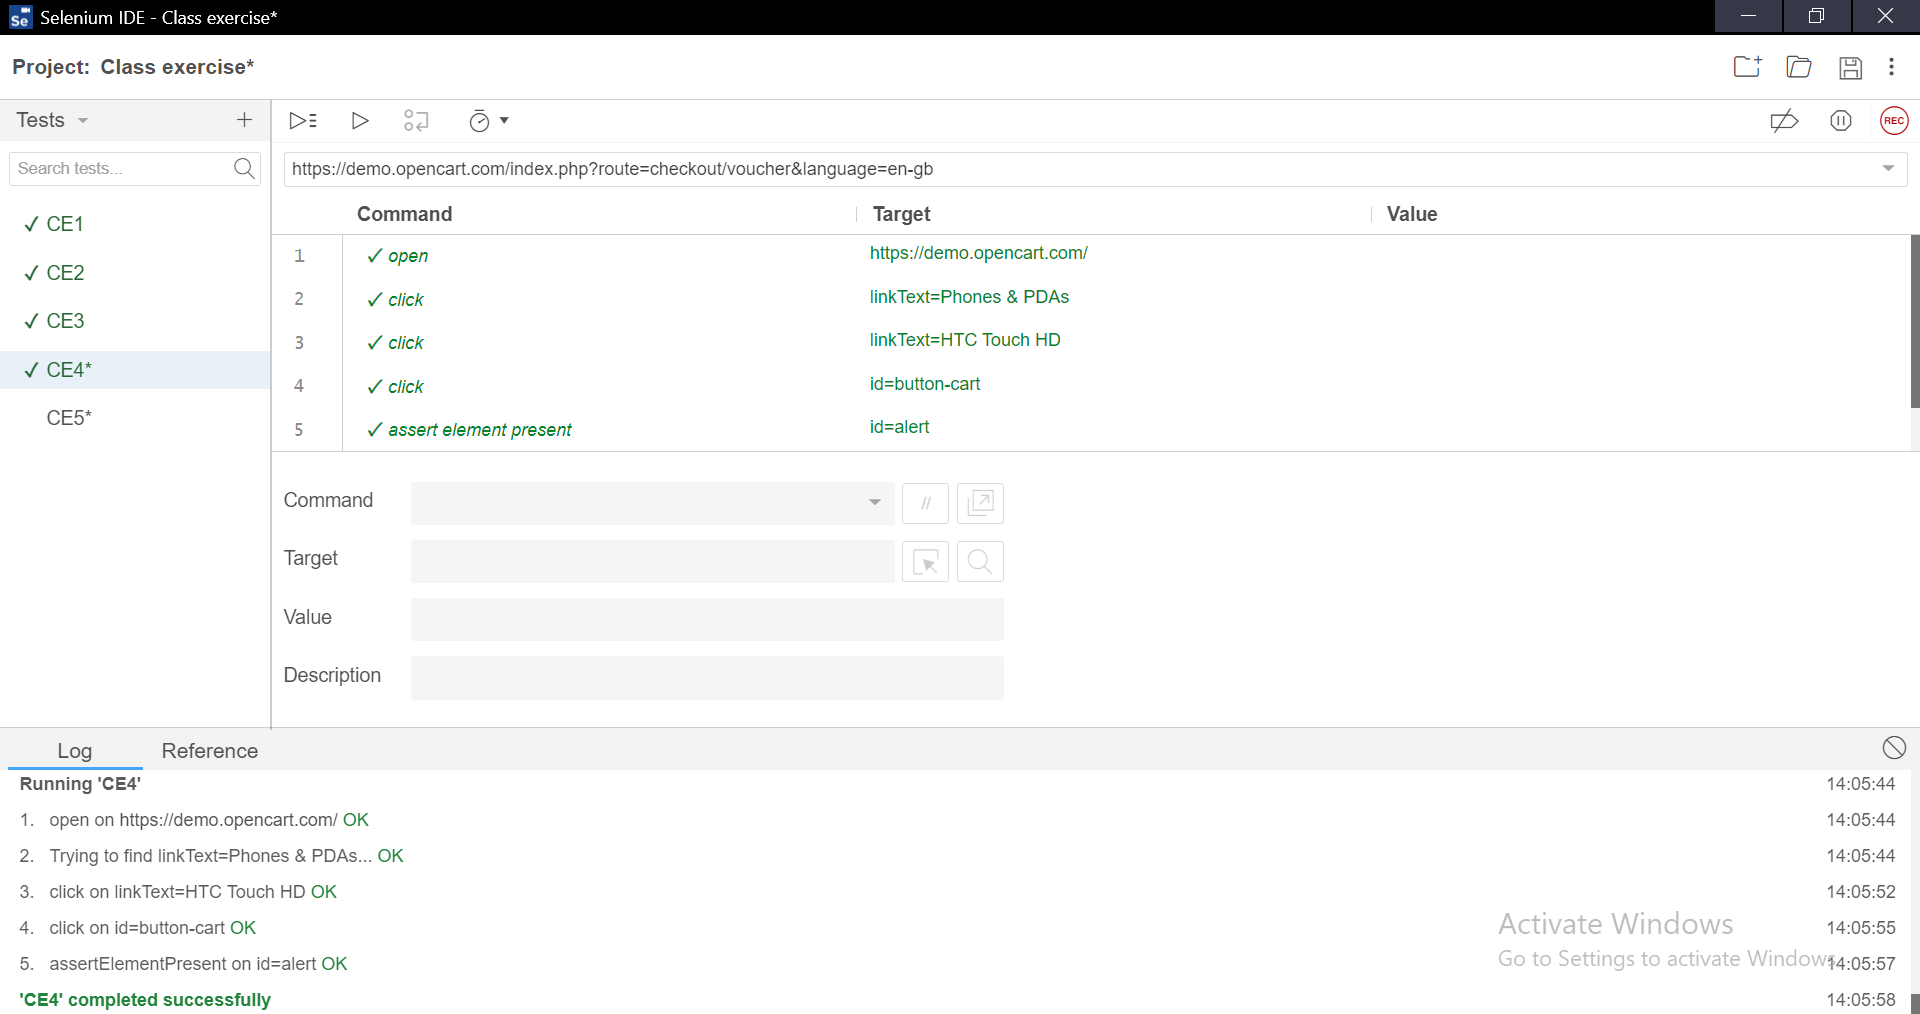 Se Selenium IDE - Class exercise*
Project: Class exercise*
Tests
REC
Search tests...
https://demo.opencart.com/index.php?route=checkout/voucher&language=en-gb
Command Target Value
✓ CE1
✓ CE2
✓ CE3
✓ CE4*
CE5*
1 ✓ open https://demo.opencart.com/
2 ✓ click linkText=Phones & PDAs
3 ✓ click linkText=HTC Touch HD
4 ✓ click id=button-cart
5 ✓ assert element present id=alert
Command //
Target
Value
Description
Log Reference
Running 'CE4' 14:05:44
1. open on https://demo.opencart.com/ OK 14:05:44
2. Trying to find linkText=Phones & PDAs... OK 14:05:44
3. click on linkText=HTC Touch HD OK 14:05:52
4. click on id=button-cart OK 14:05:55
5. assertElementPresent on id=alert OK 14:05:57
'CE4' completed successfully 14:05:58
Activate Windows
Go to Settings to activate Windows